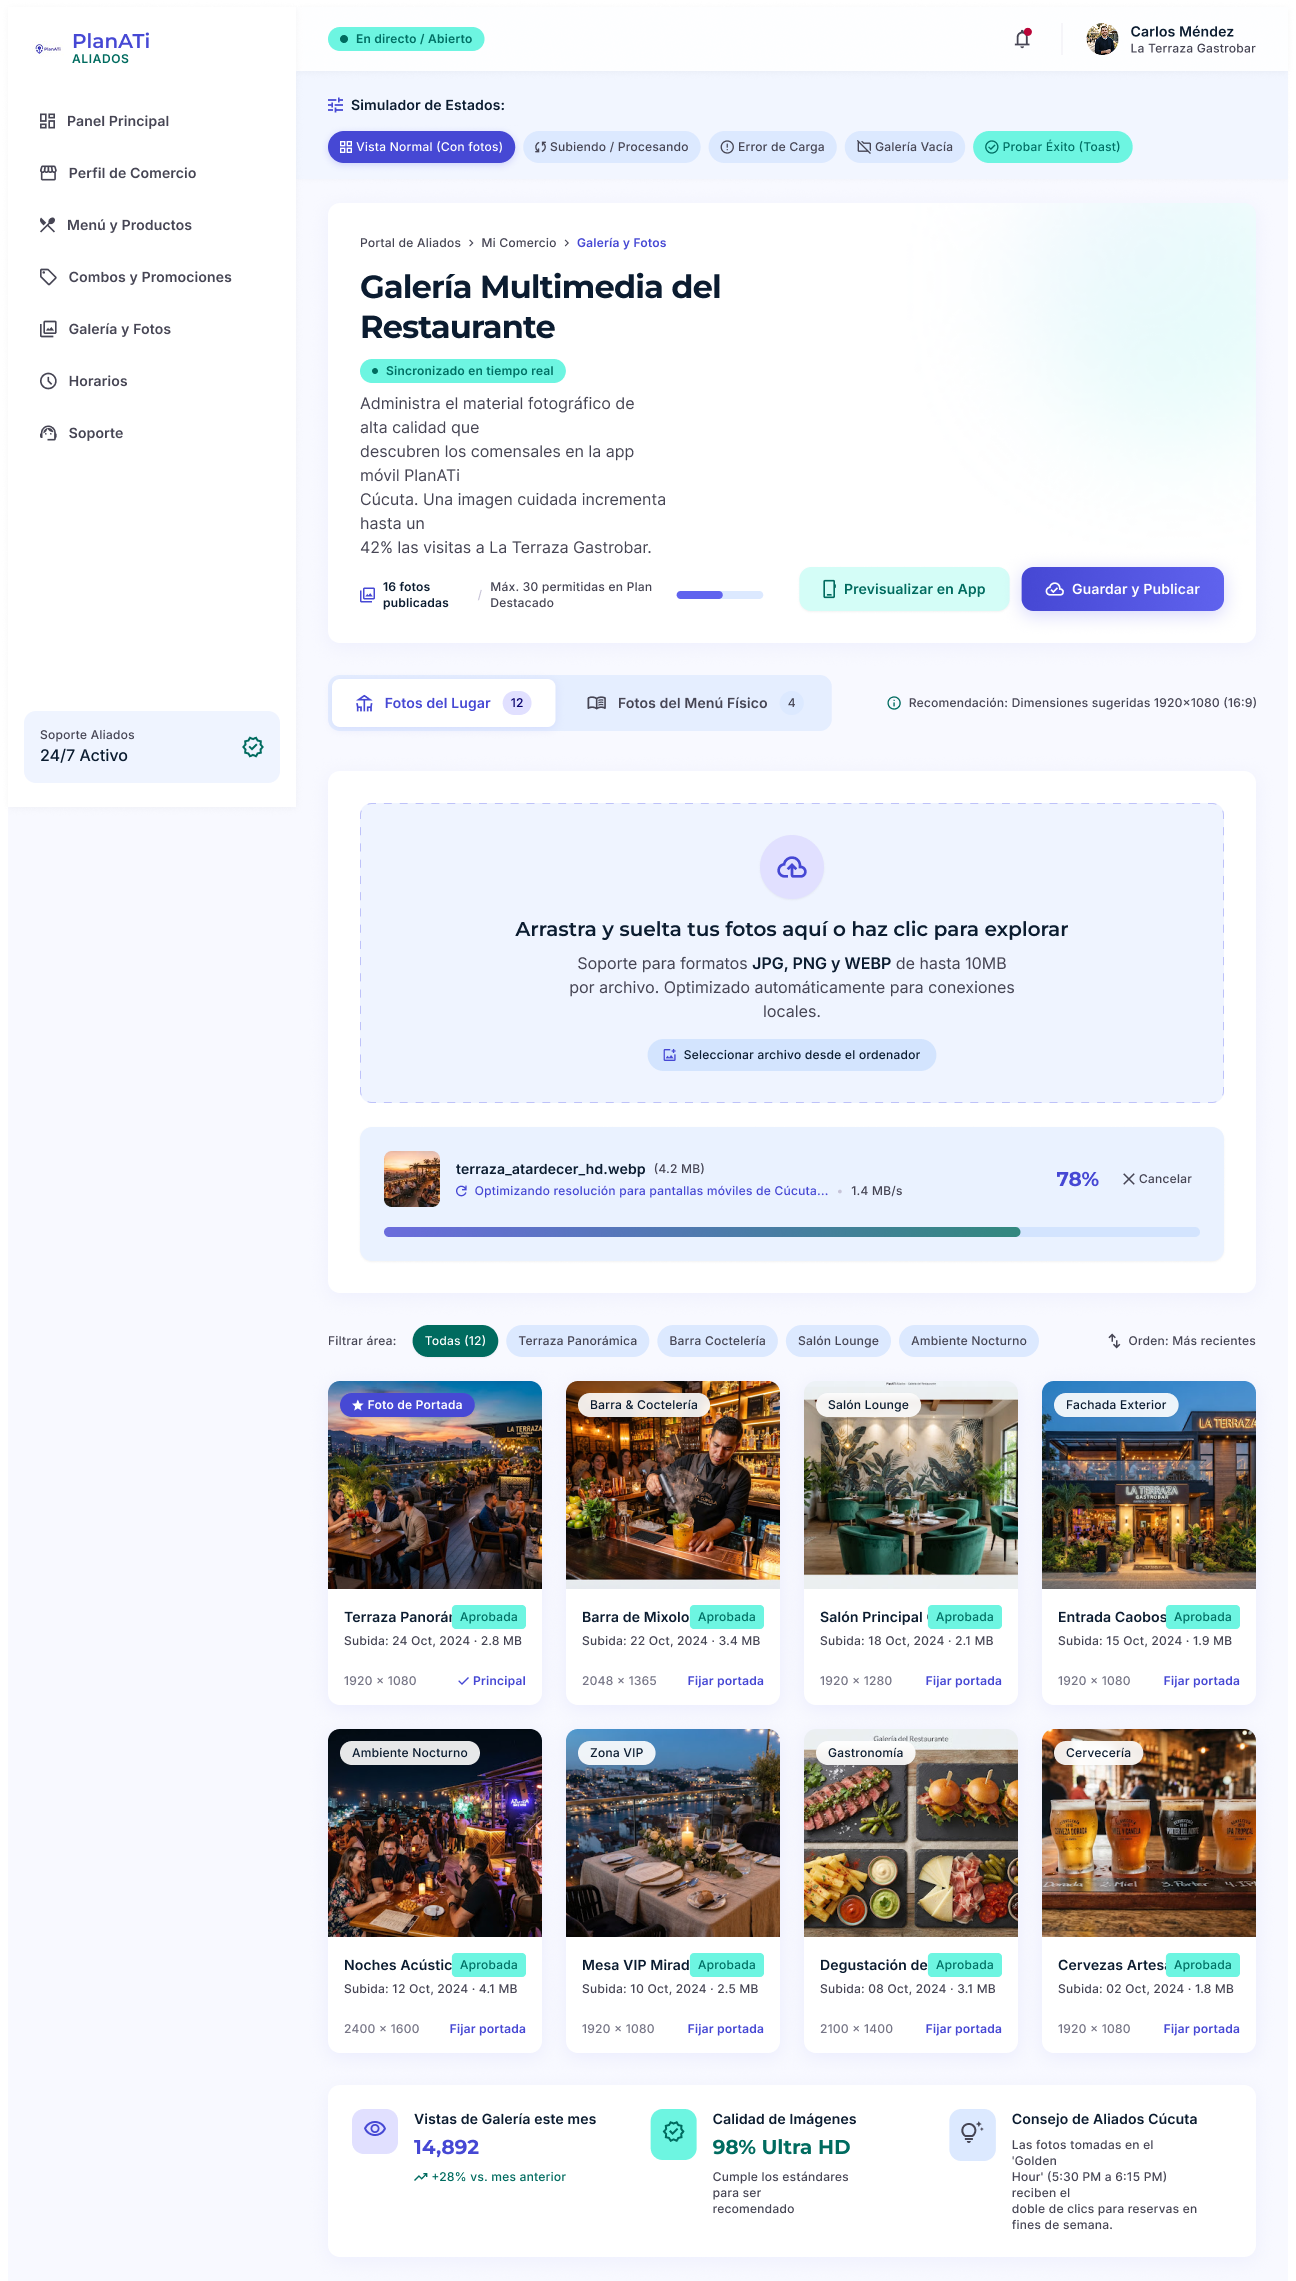 PlanATi
PlanATi
ALIADOS
Panel Principal
Perfil de Comercio
Menú y Productos
Combos y Promociones
Galería y Fotos
Horarios
Soporte
Soporte Aliados
24/7 Activo
En directo / Abierto
Carlos Méndez
La Terraza Gastrobar
Simulador de Estados:
Vista Normal (Con fotos)
Subiendo / Procesando
Error de Carga
Galería Vacía
Probar Éxito (Toast)
Portal de Aliados > Mi Comercio > Galería y Fotos
Galería Multimedia del
Restaurante
Sincronizado en tiempo real
Administra el material fotográfico de
alta calidad que
descubren los comensales en la app
móvil PlanATi
Cúcuta. Una imagen cuidada incrementa
hasta un
42% las visitas a La Terraza Gastrobar.
16 fotos
publicadas
/
Máx. 30 permitidas en Plan
Destacado
Previsualizar en App
Guardar y Publicar
Fotos del Lugar 12
Fotos del Menú Físico 4
Recomendación: Dimensiones sugeridas 1920×1080 (16:9)
Arrastra y suelta tus fotos aquí o haz clic para explorar
Soporte para formatos JPG, PNG y WEBP de hasta 10MB
por archivo. Optimizado automáticamente para conexiones
locales.
Seleccionar archivo desde el ordenador
terraza_atardecer_hd.webp (4.2 MB)
Optimizando resolución para pantallas móviles de Cúcuta... • 1.4 MB/s
78%
Cancelar
Filtrar área:
Todas (12)
Terraza Panorámica
Barra Coctelería
Salón Lounge
Ambiente Nocturno
Orden: Más recientes
Foto de Portada
LA TERRAZA
Terraza Panorá
Aprobada
Subida: 24 Oct, 2024 · 2.8 MB
1920 × 1080
Principal
Barra & Coctelería
Barra de Mixolo
Aprobada
Subida: 22 Oct, 2024 · 3.4 MB
2048 × 1365
Fijar portada
Salón Lounge
Salón Principal
Aprobada
Subida: 18 Oct, 2024 · 2.1 MB
1920 × 1280
Fijar portada
Fachada Exterior
LA TERRAZA
LA TERRAZA
GASTROBAR
Entrada Caobos
Aprobada
Subida: 15 Oct, 2024 · 1.9 MB
1920 × 1080
Fijar portada
Ambiente Nocturno
Noches Acústic
Aprobada
Subida: 12 Oct, 2024 · 4.1 MB
2400 × 1600
Fijar portada
Zona VIP
Mesa VIP Mirad
Aprobada
Subida: 10 Oct, 2024 · 2.5 MB
1920 × 1080
Fijar portada
Galería del Restaurante
Gastronomía
Degustación de
Aprobada
Subida: 08 Oct, 2024 · 3.1 MB
2100 × 1400
Fijar portada
Cervecería
Cervezas Artes
Aprobada
Subida: 02 Oct, 2024 · 1.8 MB
1920 × 1080
Fijar portada
Vistas de Galería este mes
14,892
+28% vs. mes anterior
Calidad de Imágenes
98% Ultra HD
Cumple los estándares
para ser
recomendado
Consejo de Aliados Cúcuta
Las fotos tomadas en el
'Golden
Hour' (5:30 PM a 6:15 PM)
reciben el
doble de clics para reservas en
fines de semana.